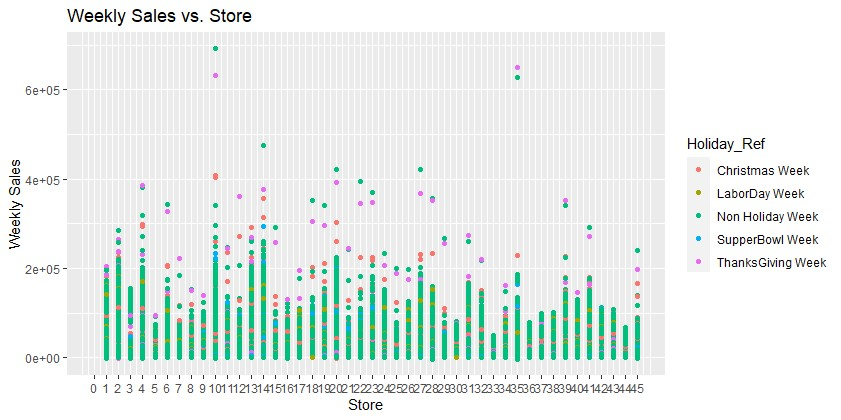 Weekly Sales vs. Store
6e+05
4e+05
2e+05
0e+00
Weekly Sales
0 1 2 3 4 5 6 7 8 9 10 11 12 13 14 15 16 17 18 19 20 21 22 23 24 25 26 27 28 29 30 31 32 33 34 35 36 37 38 39 40 41 42 43 44 45
Store
Holiday_Ref
Christmas Week
LaborDay Week
Non Holiday Week
SupperBowl Week
ThanksGiving Week